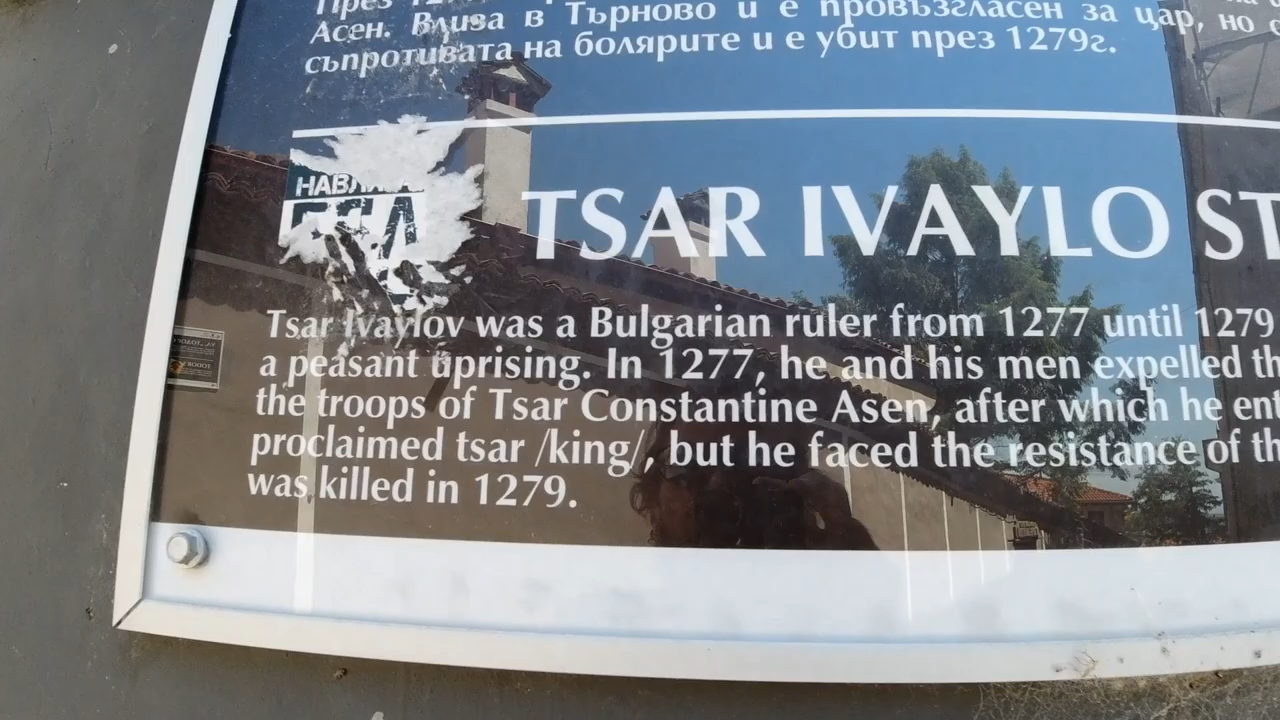 През
Асен. Влиза в Търново и е провъзгласен за цар, но
съпротивата на болярите и е убит през 1279г.
TSAR IVAYLO ST
Tsar Ivaylov was a Bulgarian ruler from 1277 until 1279
a peasant uprising. In 1277, he and his men expelled th
the troops of Tsar Constantine Asen, after which he ent
proclaimed tsar /king/, but he faced the resistance of th
was killed in 1279.